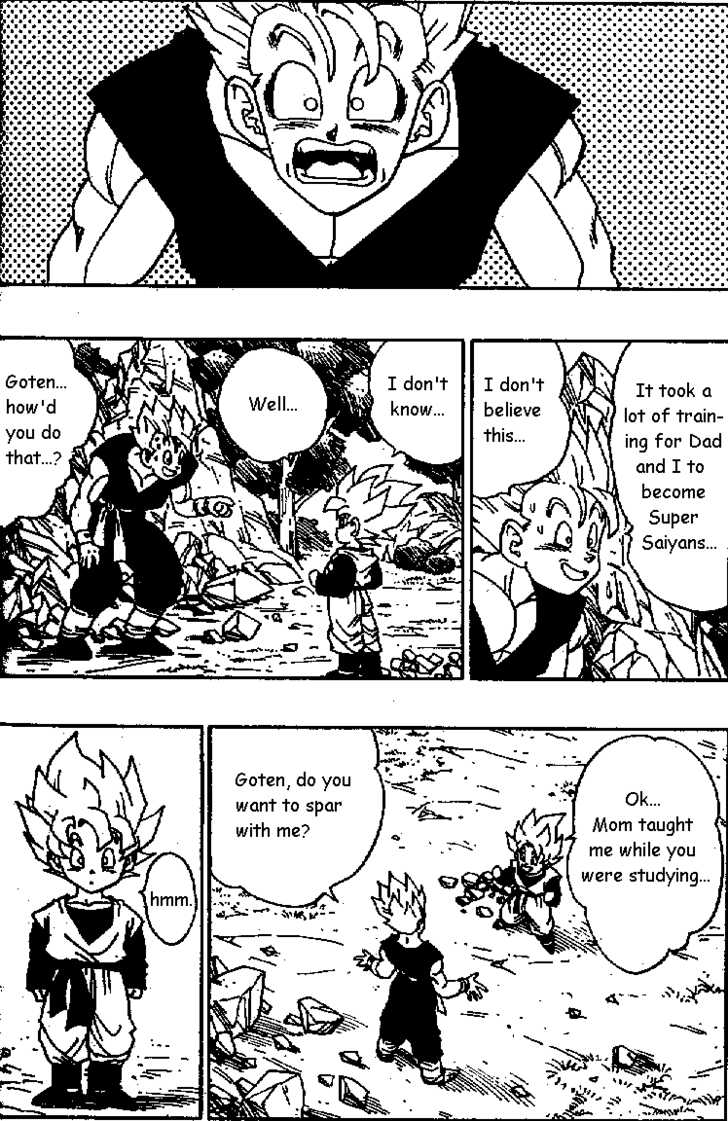 Goten...
how'd
you do
that...?
Well...
I don't
know...
I don't
believe
this...
It took a
lot of train-
ing for Dad
and I to
become
Super
Saiyans...
hmm.
Goten, do you
want to spar
with me?
Ok...
Mom taught
me while you
were studying...